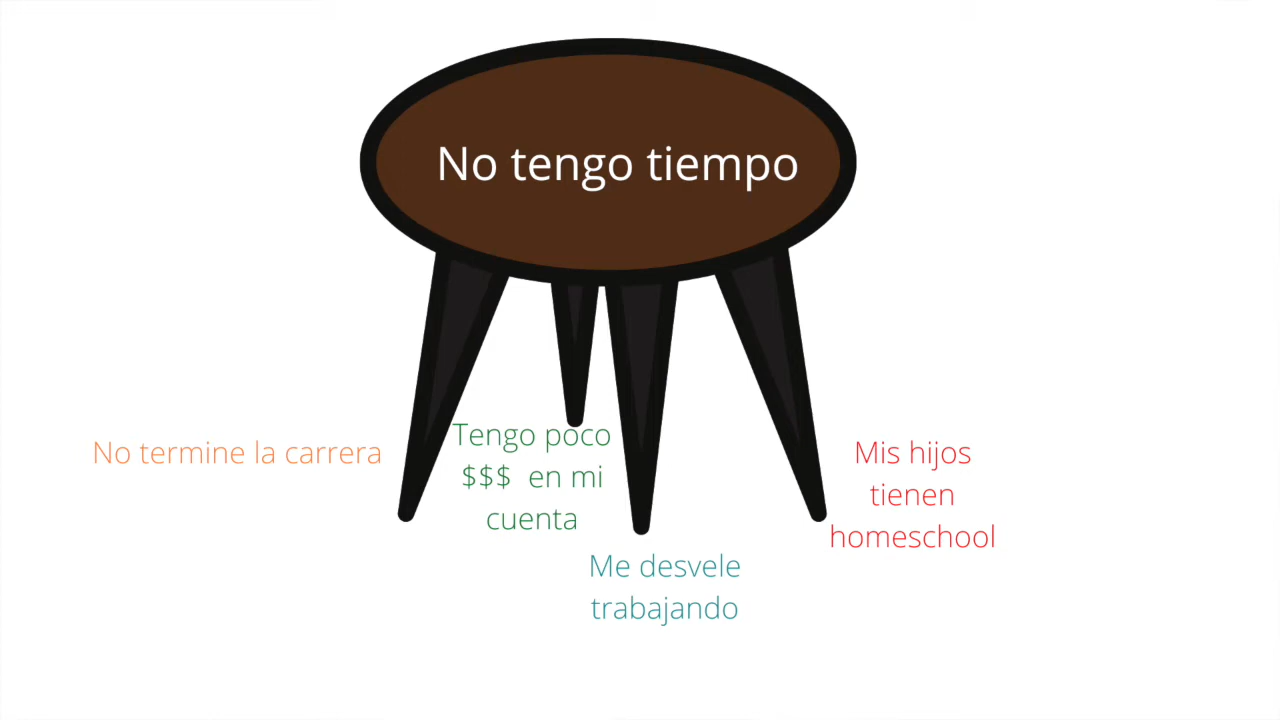 No tengo tiempo
No termine la carrera
Tengo poco
$$$ en mi
cuenta
Me desvele
trabajando
Mis hijos
tienen
homeschool